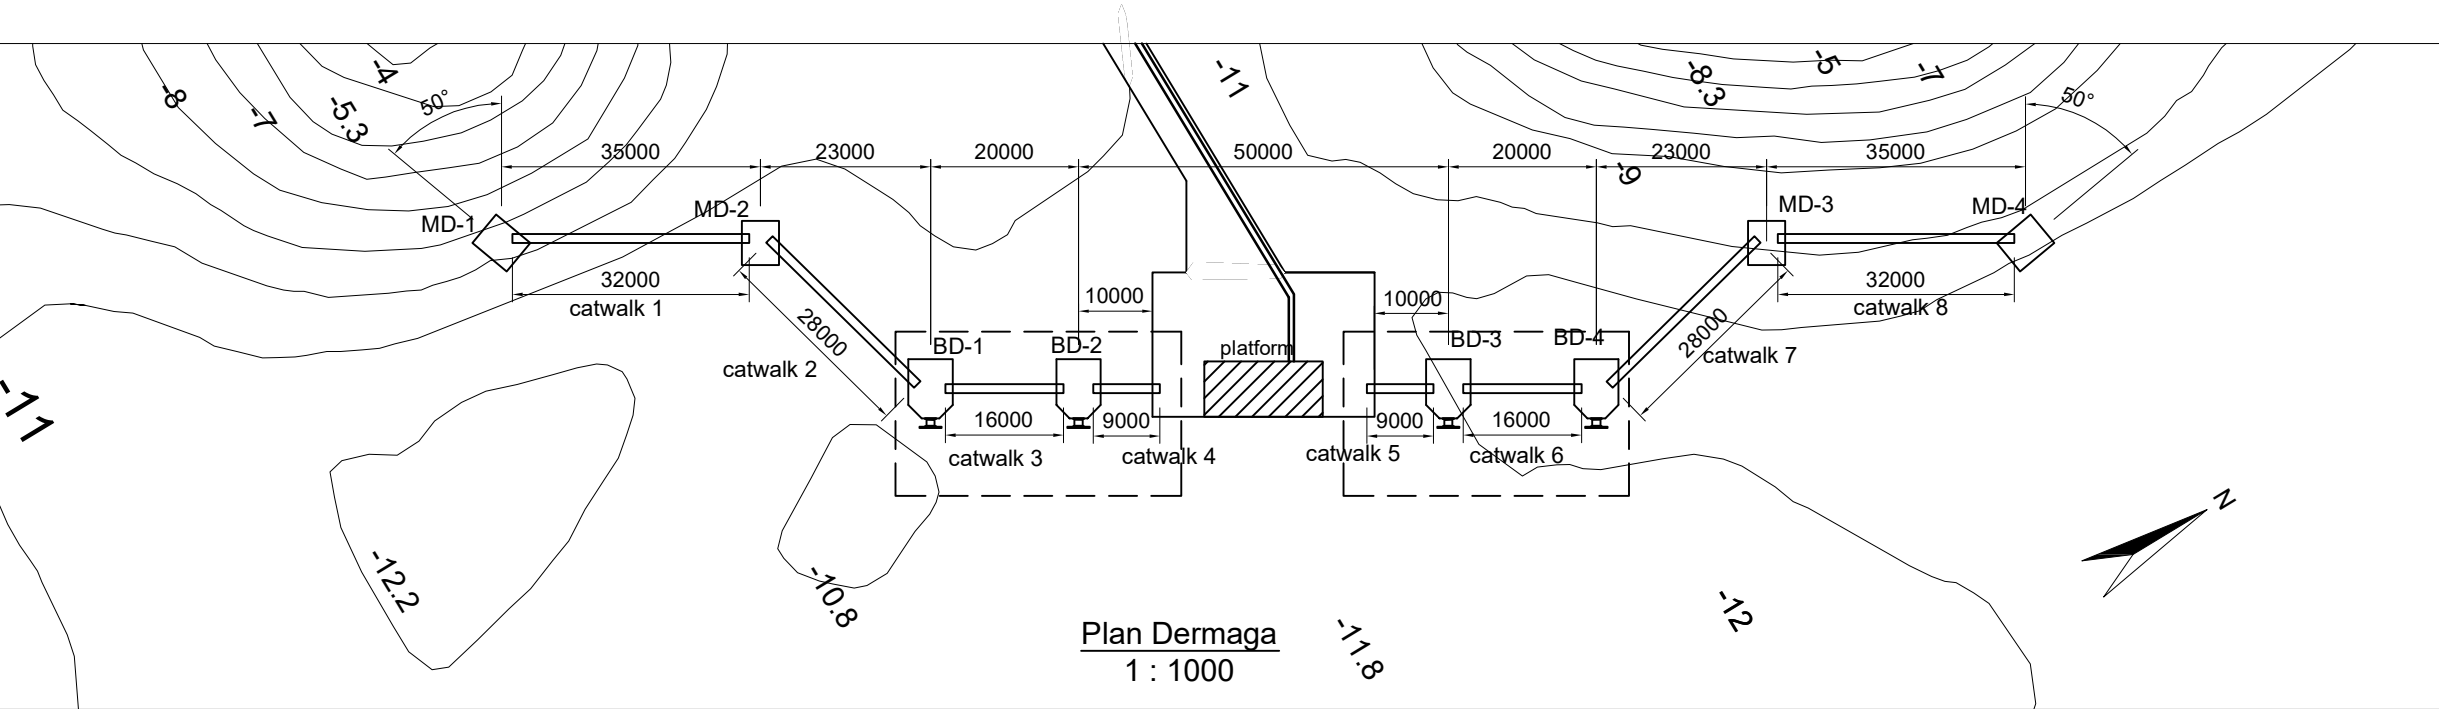 -4
-8
-7
-5.3
50°
-11
-8.3
-5
-7
50°
35000
23000
20000
50000
20000
23000
35000
-9
MD-1
MD-2
MD-3
MD-4
32000
catwalk 1
10000
10000
32000
catwalk 8
28000
catwalk 2
BD-1
BD-2
platform
BD-3
BD-4
28000
catwalk 7
-11
16000
9000
9000
16000
catwalk 3
catwalk 4
catwalk 5
catwalk 6
N
-12.2
-10.8
-12
Plan Dermaga
1 : 1000
-11.8